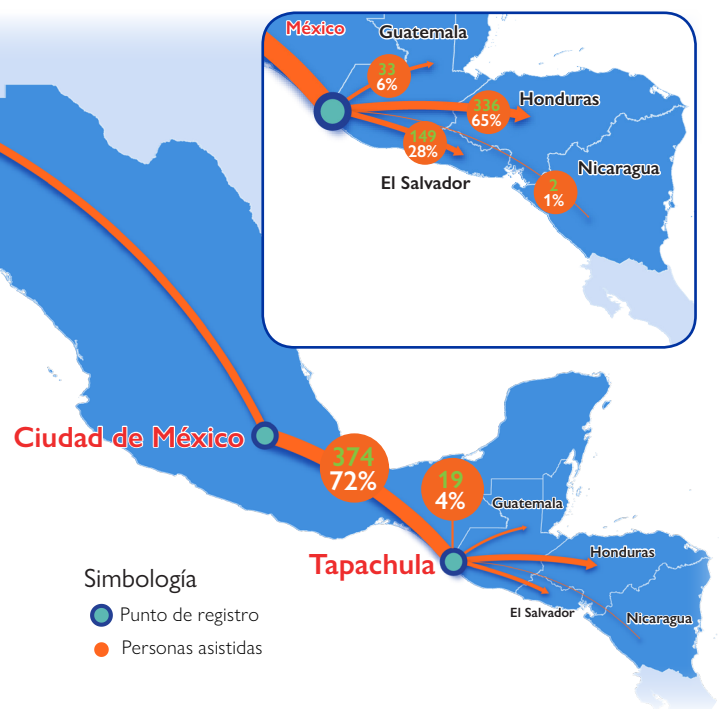 México
Guatemala
33
6%
336
65%
Honduras
149
28%
El Salvador
Nicaragua
2
1%
Ciudad de México
374
72%
19
4%
Guatemala
Tapachula
Honduras
El Salvador
Nicaragua
Simbología
Punto de registro
Personas asistidas